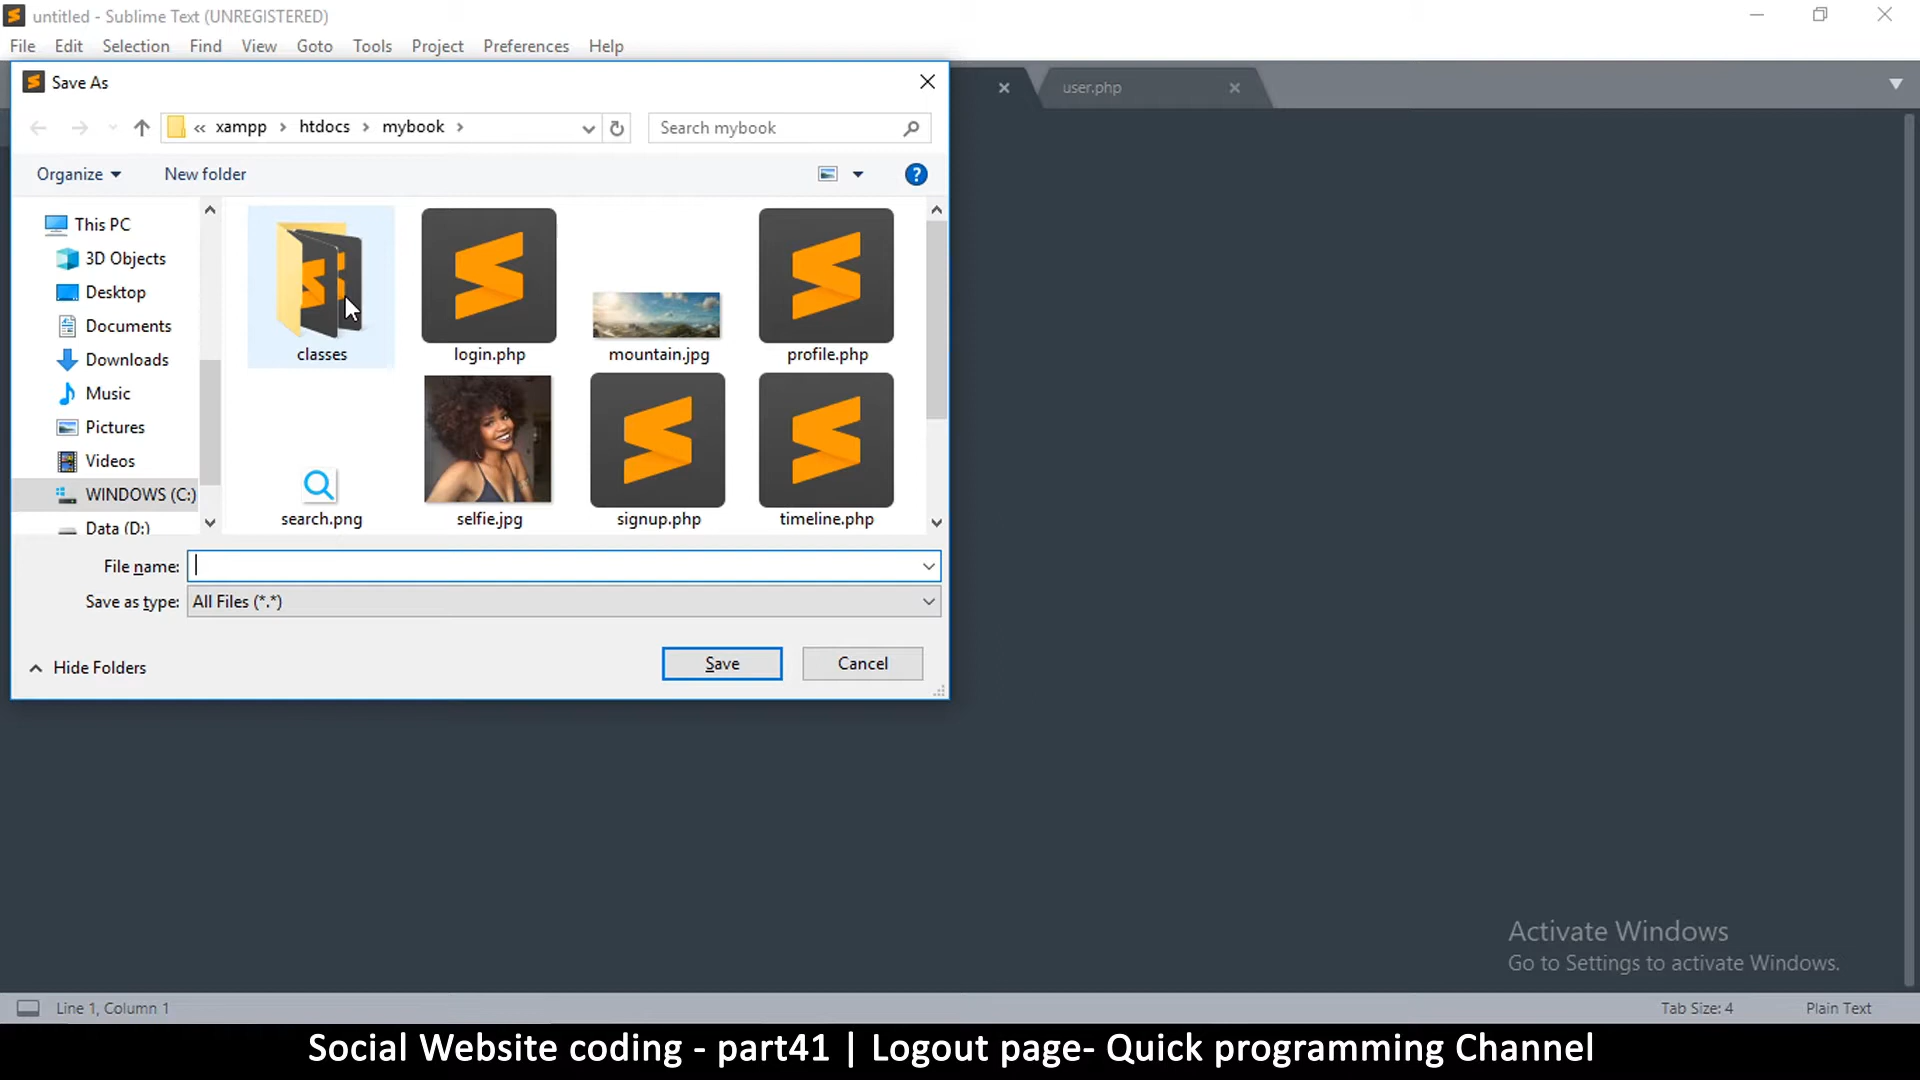 untitled - Sublime Text (UNREGISTERED)
File Edit Selection Find View Goto Tools Project Preferences Help
user.php
Save As
« xampp › htdocs › mybook ›
Search mybook
Organize
New folder
This PC
3D Objects
Desktop
Documents
Downloads
Music
Pictures
Videos
WINDOWS (C:)
Data (D:)
classes login.php mountain.jpg profile.php
search.png selfie.jpg signup.php timeline.php
File name:
Save as type: All Files (*.*)
Hide Folders
Save
Cancel
Activate Windows
Go to Settings to activate Windows.
Line 1, Column 1
Tab Size: 4
Plain Text
Social Website coding - part41 | Logout page- Quick programming Channel